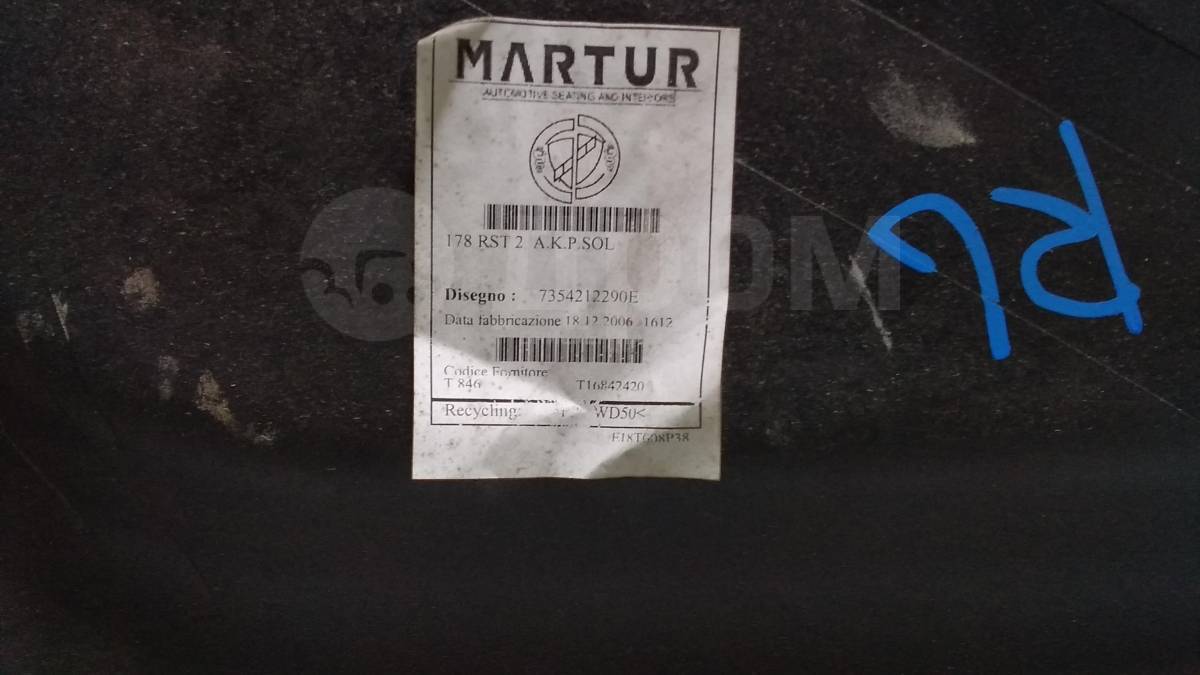 MARTUR
AUTOMOTIVE SEATING AND INTERIORS
178 RST 2 A.K.P.SOL
Disegno : 7354212290E
Data fabbricazione 18 12 2006 1612
Codice Fornitore
T 846 T16842420
Recycling: WD50<
E18TG08P38